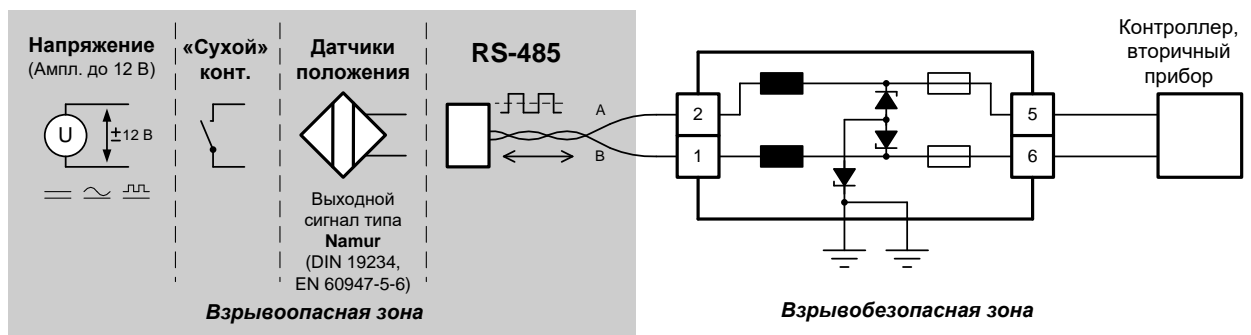 Напряжение
(Ампл. до 12 В)
U
±12 В
«Сухой»
конт.
Датчики
положения
Выходной
сигнал типа
Namur
(DIN 19234,
EN 60947-5-6)
RS-485
A
B
Взрывоопасная зона
2
1
5
6
Контроллер,
вторичный
прибор
Взрывобезопасная зона